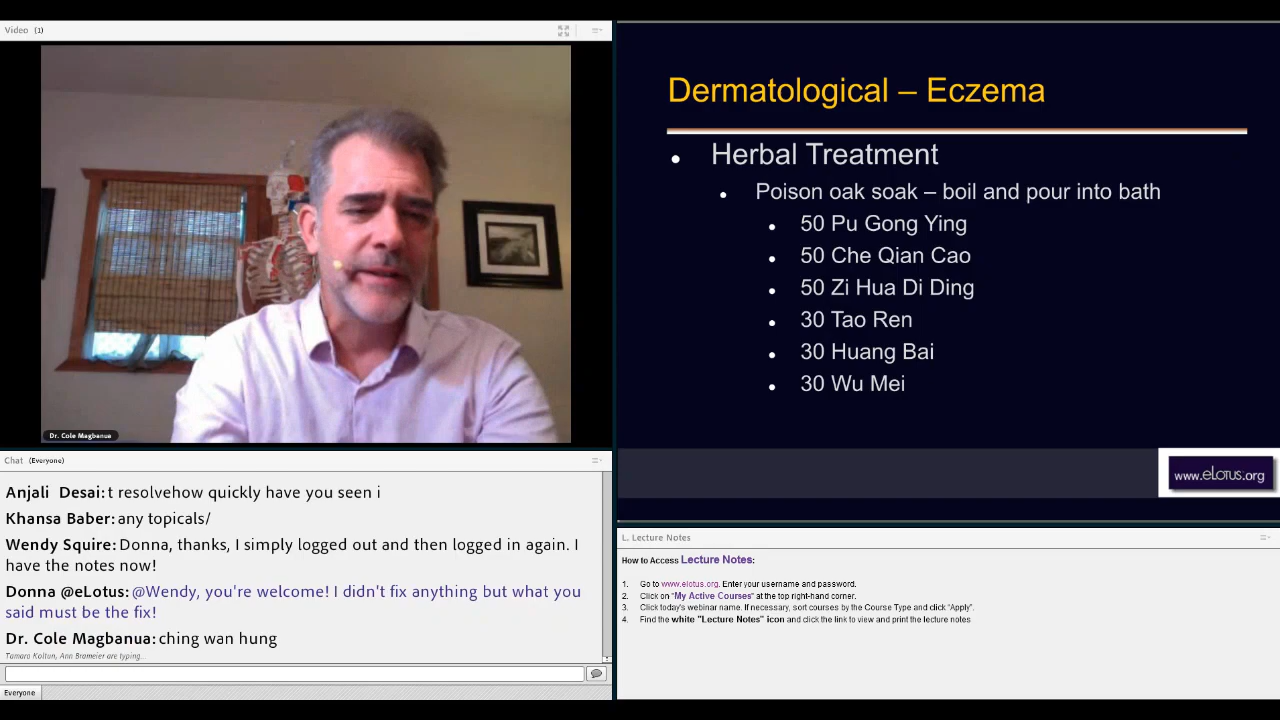 Video (1)
Dr. Cole Magbanua
Dermatological – Eczema
• Herbal Treatment
• Poison oak soak – boil and pour into bath
• 50 Pu Gong Ying
• 50 Che Qian Cao
• 50 Zi Hua Di Ding
• 30 Tao Ren
• 30 Huang Bai
• 30 Wu Mei
www.eLOTUS.org
Chat (Everyone)
Anjali Desai: t resolvehow quickly have you seen i
Khansa Baber: any topicals/
Wendy Squire: Donna, thanks, I simply logged out and then logged in again. I
have the notes now!
Donna @eLotus: @Wendy, you're welcome! I didn't fix anything but what you
said must be the fix!
Dr. Cole Magbanua: ching wan hung
Tamara Koltun, Ann Brameier are typing...
Everyone
L. Lecture Notes
How to Access Lecture Notes:
1. Go to www.elotus.org. Enter your username and password.
2. Click on "My Active Courses" at the top right-hand corner.
3. Click today's webinar name. If necessary, sort courses by the Course Type and click "Apply".
4. Find the white "Lecture Notes" icon and click the link to view and print the lecture notes